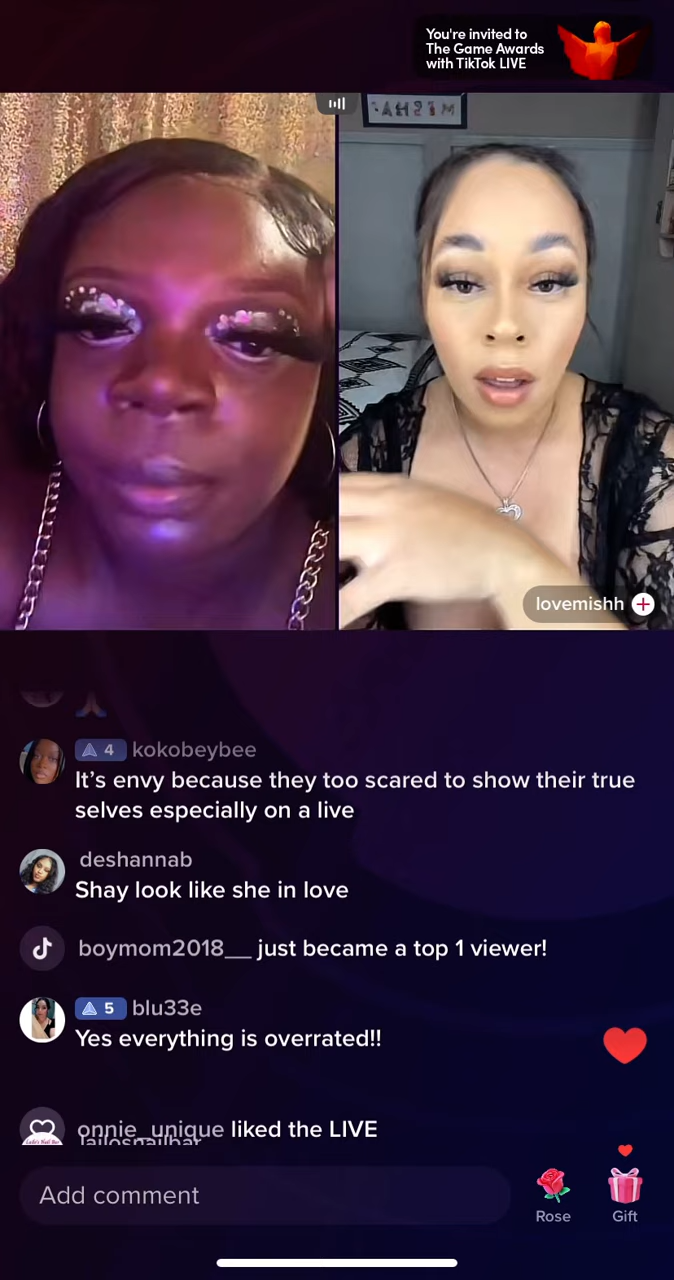 You're invited to
The Game Awards
with TikTok LIVE
lovemishh
4 kokobeybee
It's envy because they too scared to show their true
selves especially on a live
deshannab
Shay look like she in love
boymom2018__ just became a top 1 viewer!
5 blu33e
Yes everything is overrated!!
onnie_unique liked the LIVE
Add comment
Rose
Gift